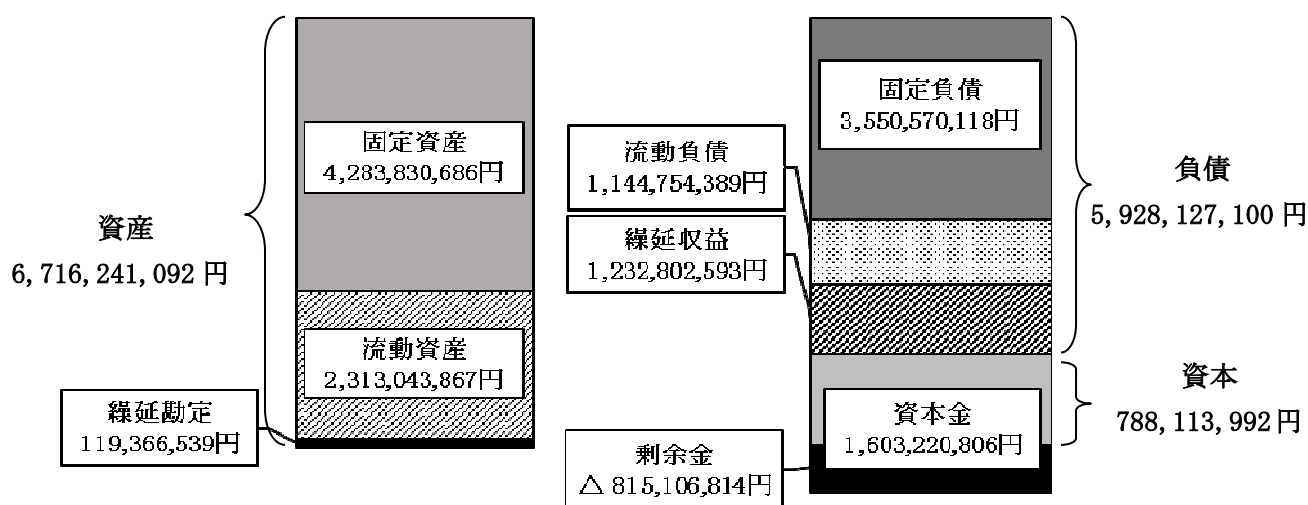 資産
6,716,241,092 円
固定資産
4,283,830,686円
流動資産
2,313,043,867円
繰延勘定
119,366,539円
固定負債
3,550,570,118円
流動負債
1,144,754,389円
繰延収益
1,232,802,593円
資本金
1,603,220,806円
剰余金
△ 815,106,814円
負債
5,928,127,100 円
資本
788,113,992 円